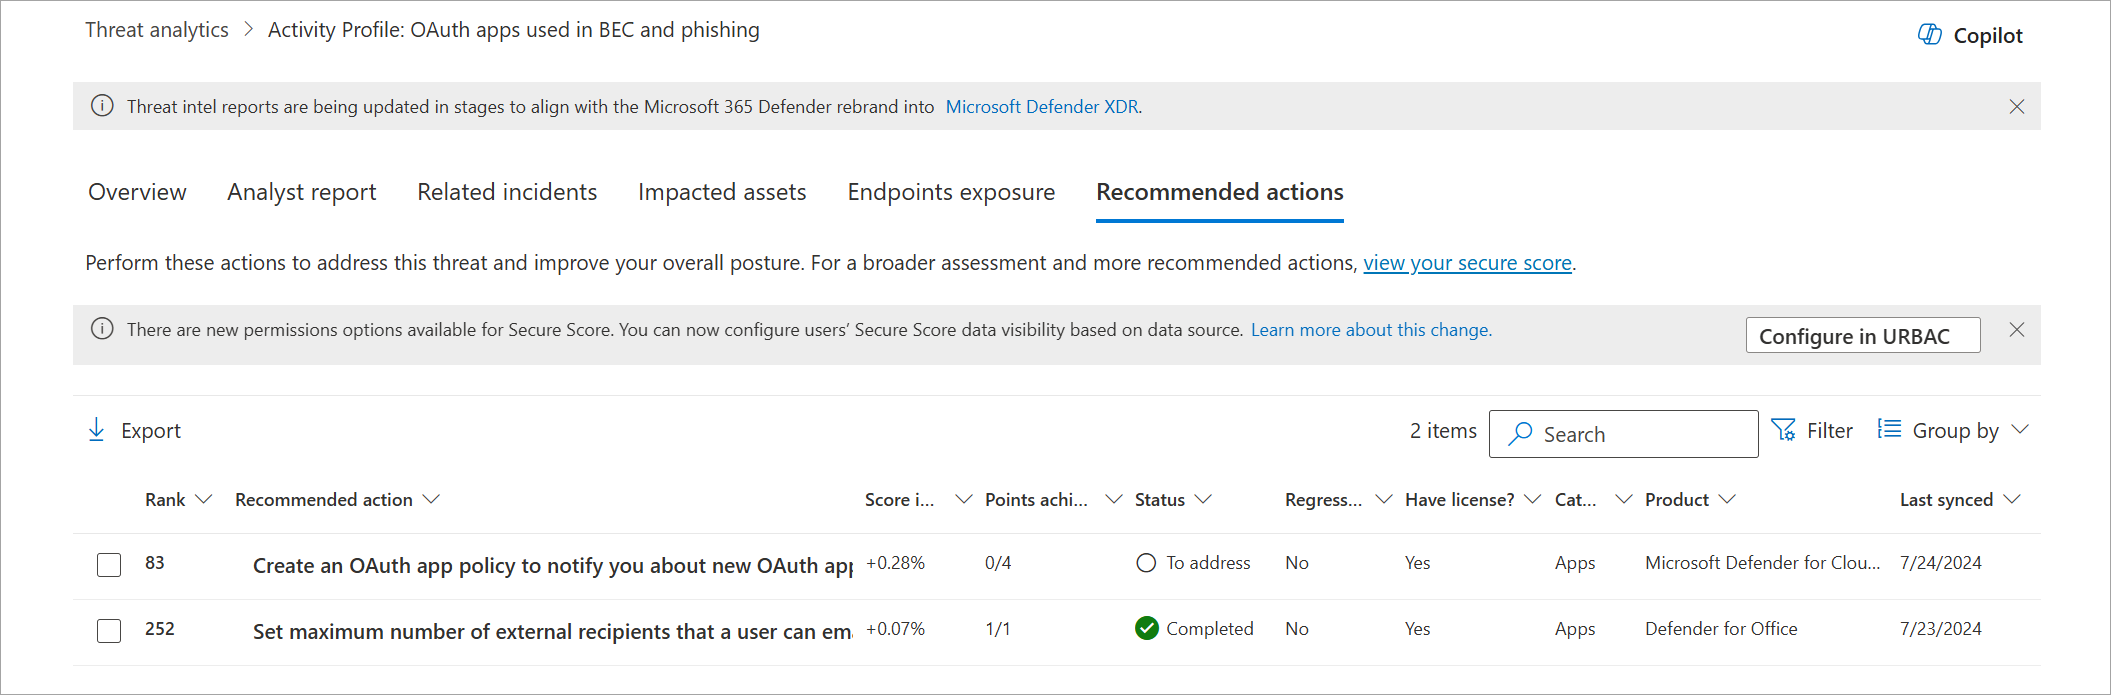 Threat analytics > Activity Profile: OAuth apps used in BEC and phishing
Copilot
Threat intel reports are being updated in stages to align with the Microsoft 365 Defender rebrand into Microsoft Defender XDR.
Overview Analyst report Related incidents Impacted assets Endpoints exposure Recommended actions
Perform these actions to address this threat and improve your overall posture. For a broader assessment and more recommended actions, view your secure score.
There are new permissions options available for Secure Score. You can now configure users’ Secure Score data visibility based on data source. Learn more about this change.
Configure in URBAC
Export 2 items Search Filter Group by
Rank Recommended action Score i... Points achi... Status Regress... Have license? Cat... Product Last synced
83 Create an OAuth app policy to notify you about new OAuth app +0.28% 0/4 To address No Yes Apps Microsoft Defender for Clou... 7/24/2024
252 Set maximum number of external recipients that a user can em +0.07% 1/1 Completed No Yes Apps Defender for Office 7/23/2024